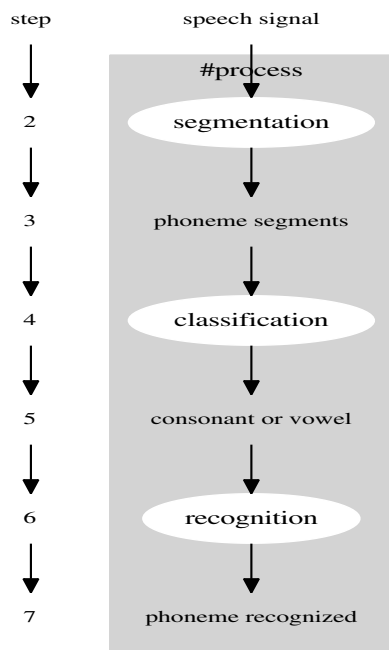 step speech signal
#process
2 segmentation
3 phoneme segments
4 classification
5 consonant or vowel
6 recognition
7 phoneme recognized